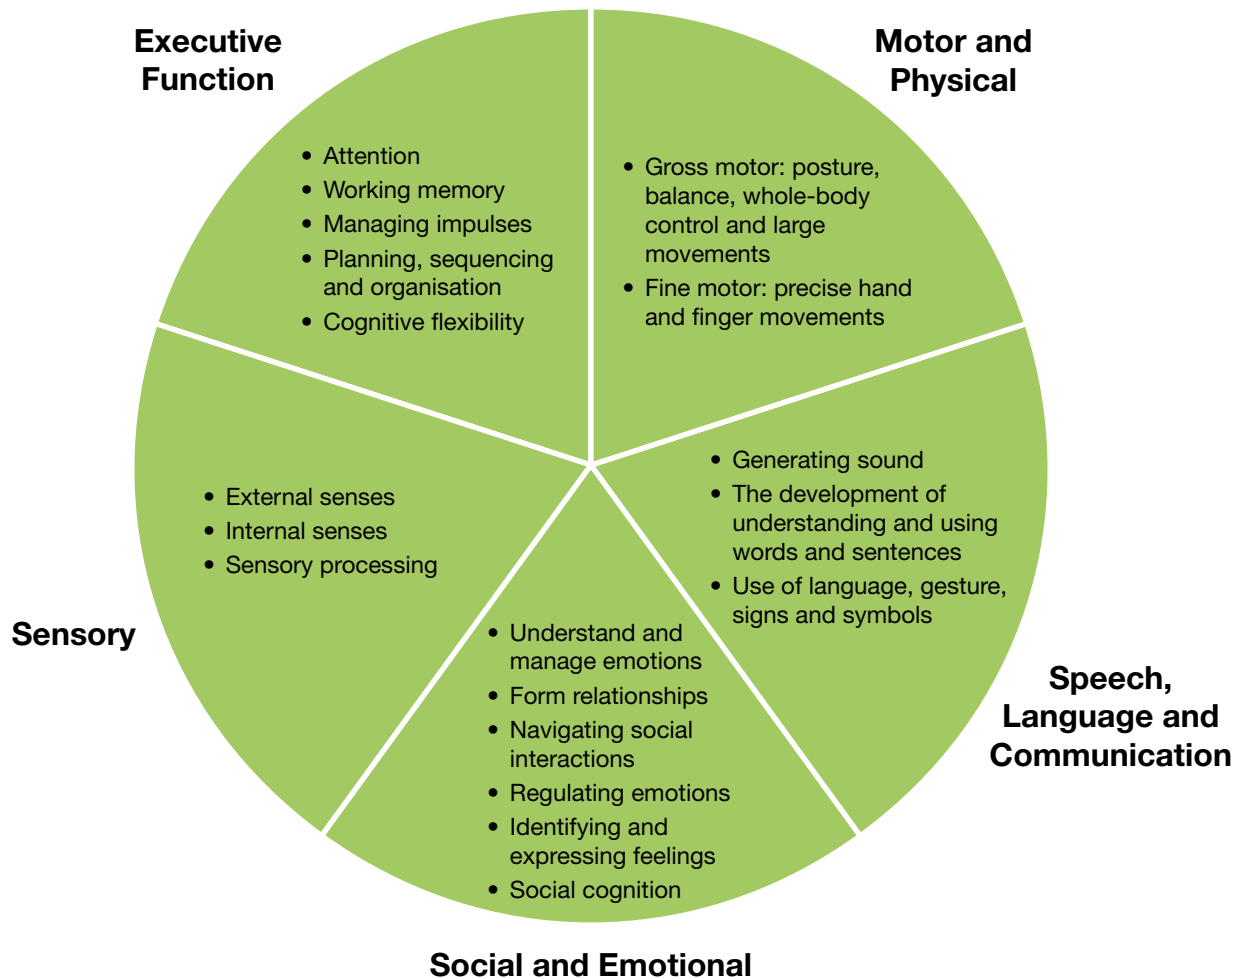 Executive
Function
• Attention
• Working memory
• Managing impulses
• Planning, sequencing
and organisation
• Cognitive flexibility
Motor and
Physical
• Gross motor: posture,
balance, whole-body
control and large
movements
• Fine motor: precise hand
and finger movements
• Generating sound
• The development of
understanding and using
words and sentences
• Use of language, gesture,
signs and symbols
Speech,
Language and
Communication
• External senses
• Internal senses
• Sensory processing
Sensory
• Understand and
manage emotions
• Form relationships
• Navigating social
interactions
• Regulating emotions
• Identifying and
expressing feelings
• Social cognition
Social and Emotional